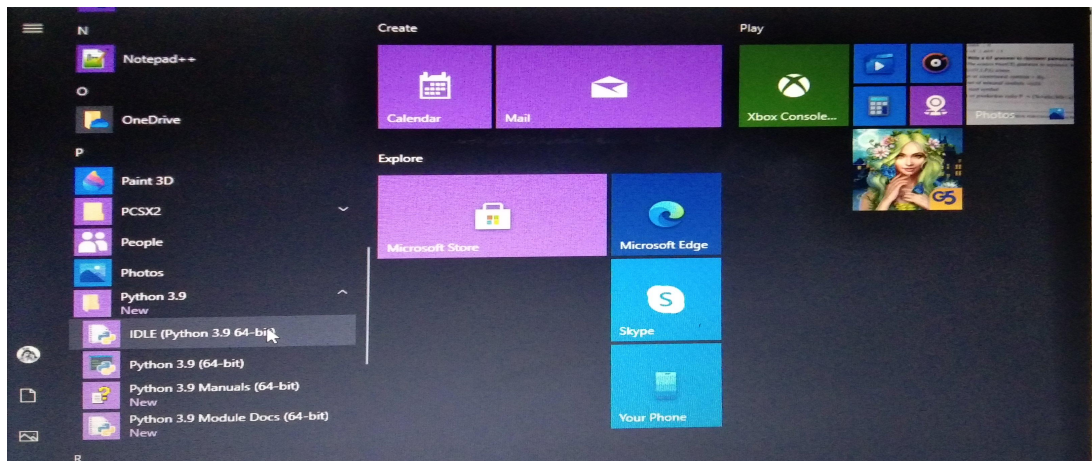 N
Notepad++
O
OneDrive
P
Paint 3D
PCSX2
People
Photos
Python 3.9
New
IDLE (Python 3.9 64-bit)
Python 3.9 (64-bit)
Python 3.9 Manuals (64-bit)
New
Python 3.9 Module Docs (64-bit)
New
R
Create
Calendar
Mail
Explore
Microsoft Store
Microsoft Edge
Skype
Your Phone
Play
Xbox Console...
Photos
G5